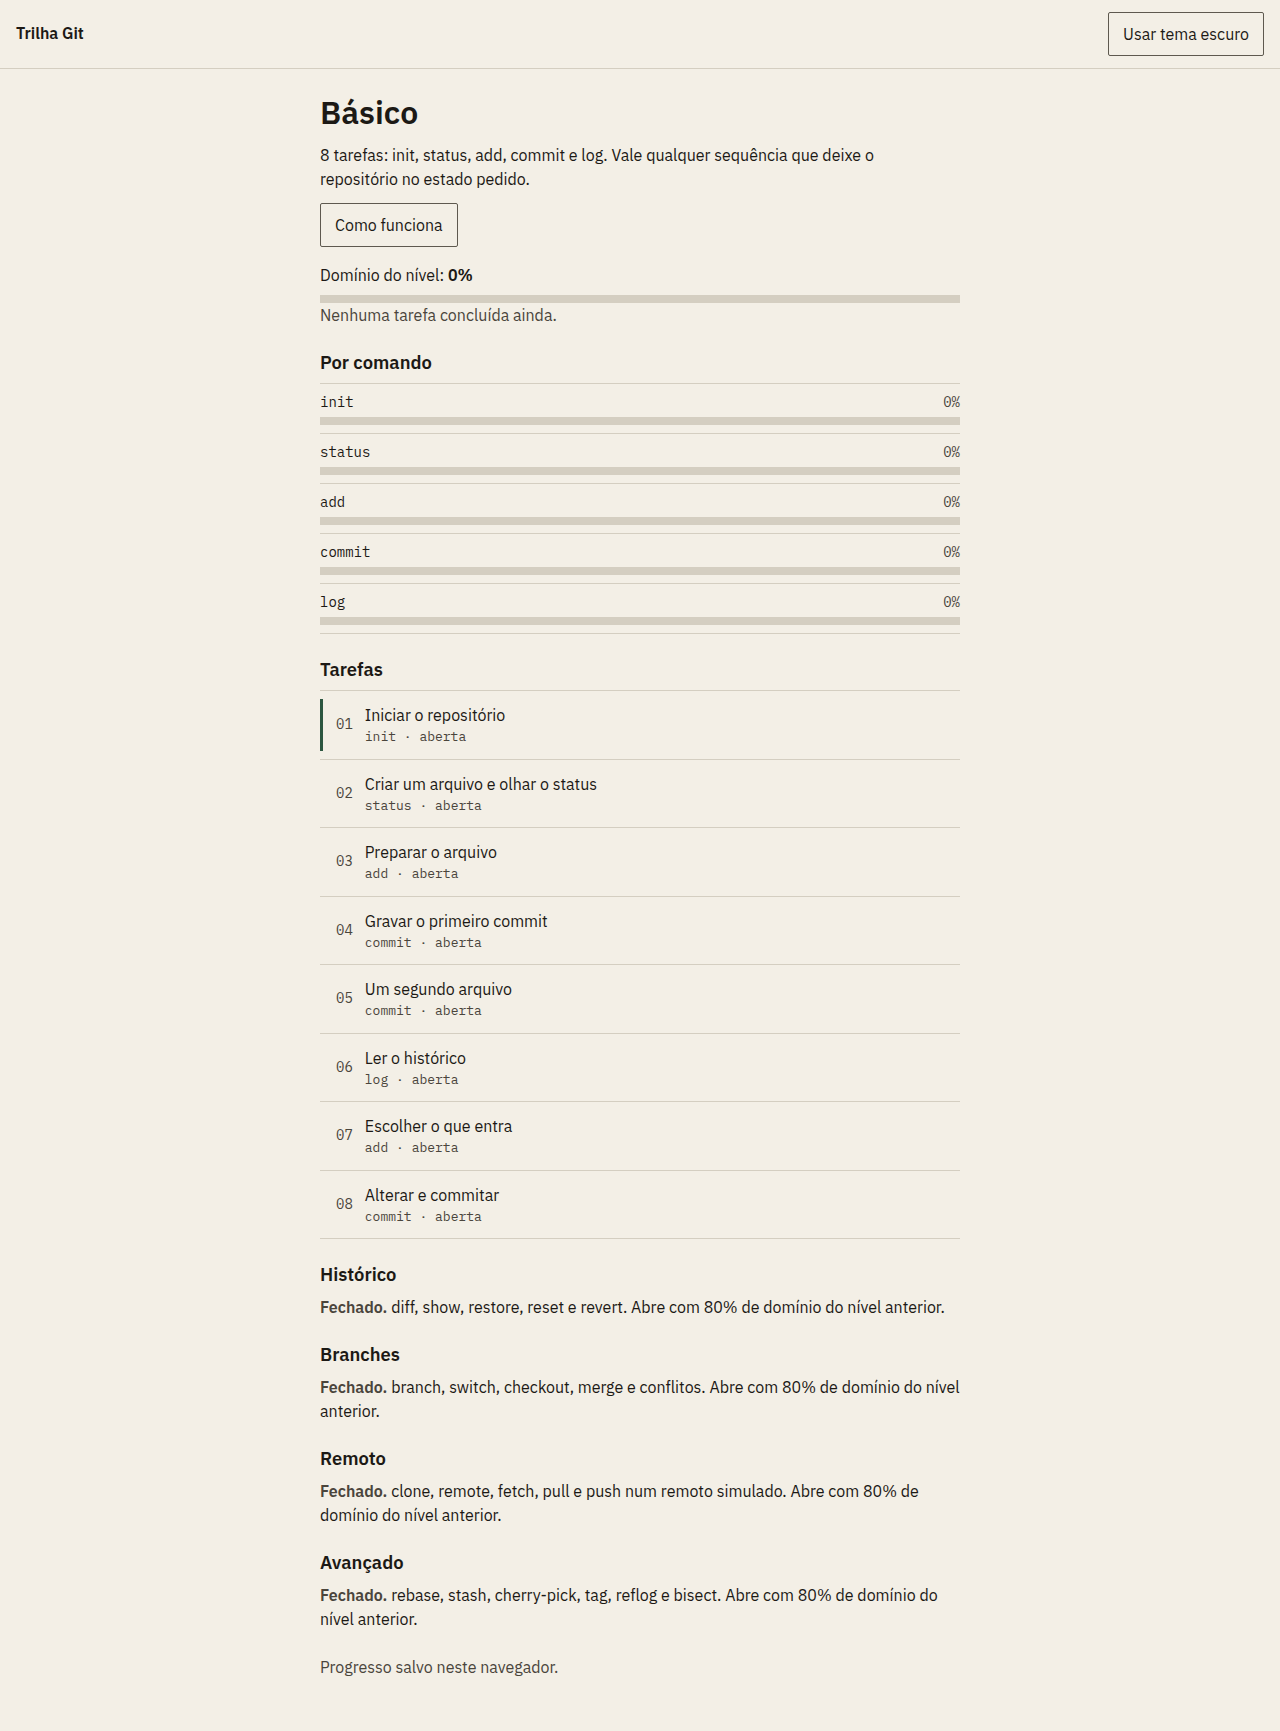 Trilha Git
Usar tema escuro
Básico
8 tarefas: init, status, add, commit e log. Vale qualquer sequência que deixe o
repositório no estado pedido.
Como funciona
Domínio do nível: 0%
Nenhuma tarefa concluída ainda.
Por comando
init 0%
status 0%
add 0%
commit 0%
log 0%
Tarefas
01 Iniciar o repositório
init · aberta
02 Criar um arquivo e olhar o status
status · aberta
03 Preparar o arquivo
add · aberta
04 Gravar o primeiro commit
commit · aberta
05 Um segundo arquivo
commit · aberta
06 Ler o histórico
log · aberta
07 Escolher o que entra
add · aberta
08 Alterar e commitar
commit · aberta
Histórico
Fechado. diff, show, restore, reset e revert. Abre com 80% de domínio do nível anterior.
Branches
Fechado. branch, switch, checkout, merge e conflitos. Abre com 80% de domínio do nível
anterior.
Remoto
Fechado. clone, remote, fetch, pull e push num remoto simulado. Abre com 80% de
domínio do nível anterior.
Avançado
Fechado. rebase, stash, cherry-pick, tag, reflog e bisect. Abre com 80% de domínio do
nível anterior.
Progresso salvo neste navegador.